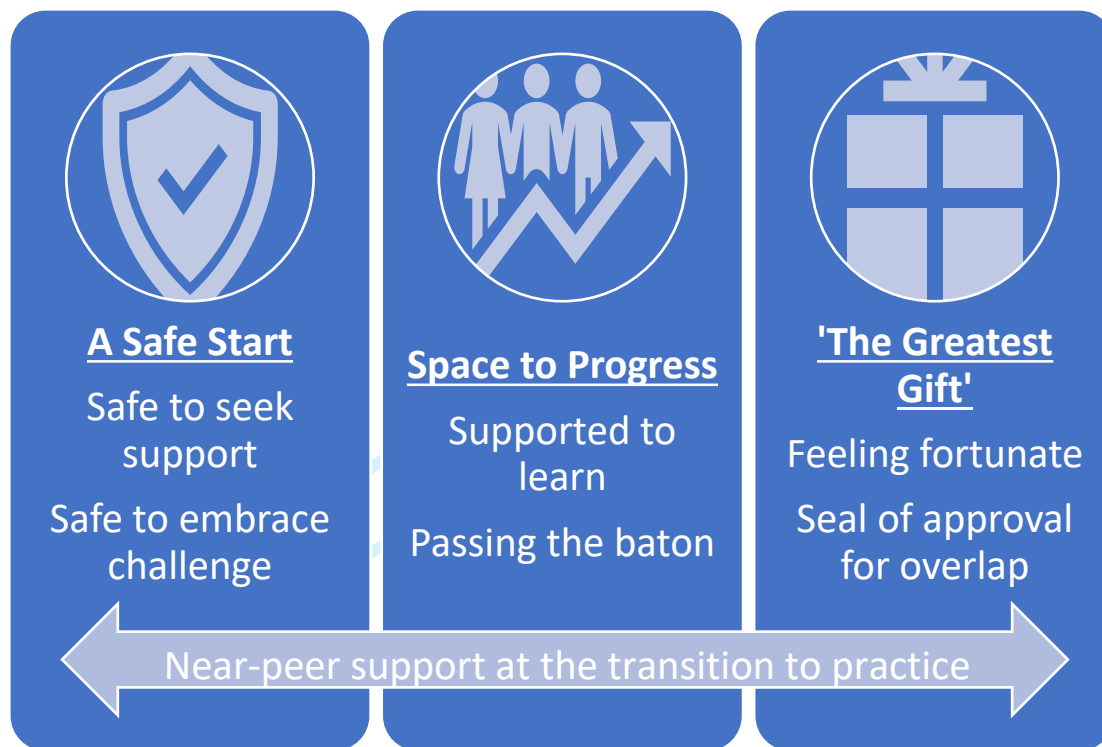 A Safe Start
Safe to seek
support
Safe to embrace
challenge
Space to Progress
Supported to
learn
Passing the baton
'The Greatest
Gift'
Feeling fortunate
Seal of approval
for overlap
Near-peer support at the transition to practice